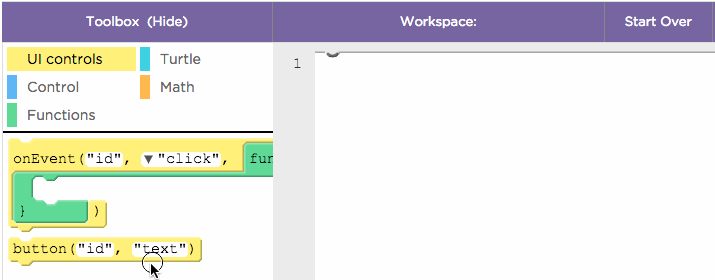 Toolbox (Hide) Workspace: Start Over
UI controls Turtle
Control Math
Functions
1
onEvent("id", ▼"click", fun
} )
button("id", "text")